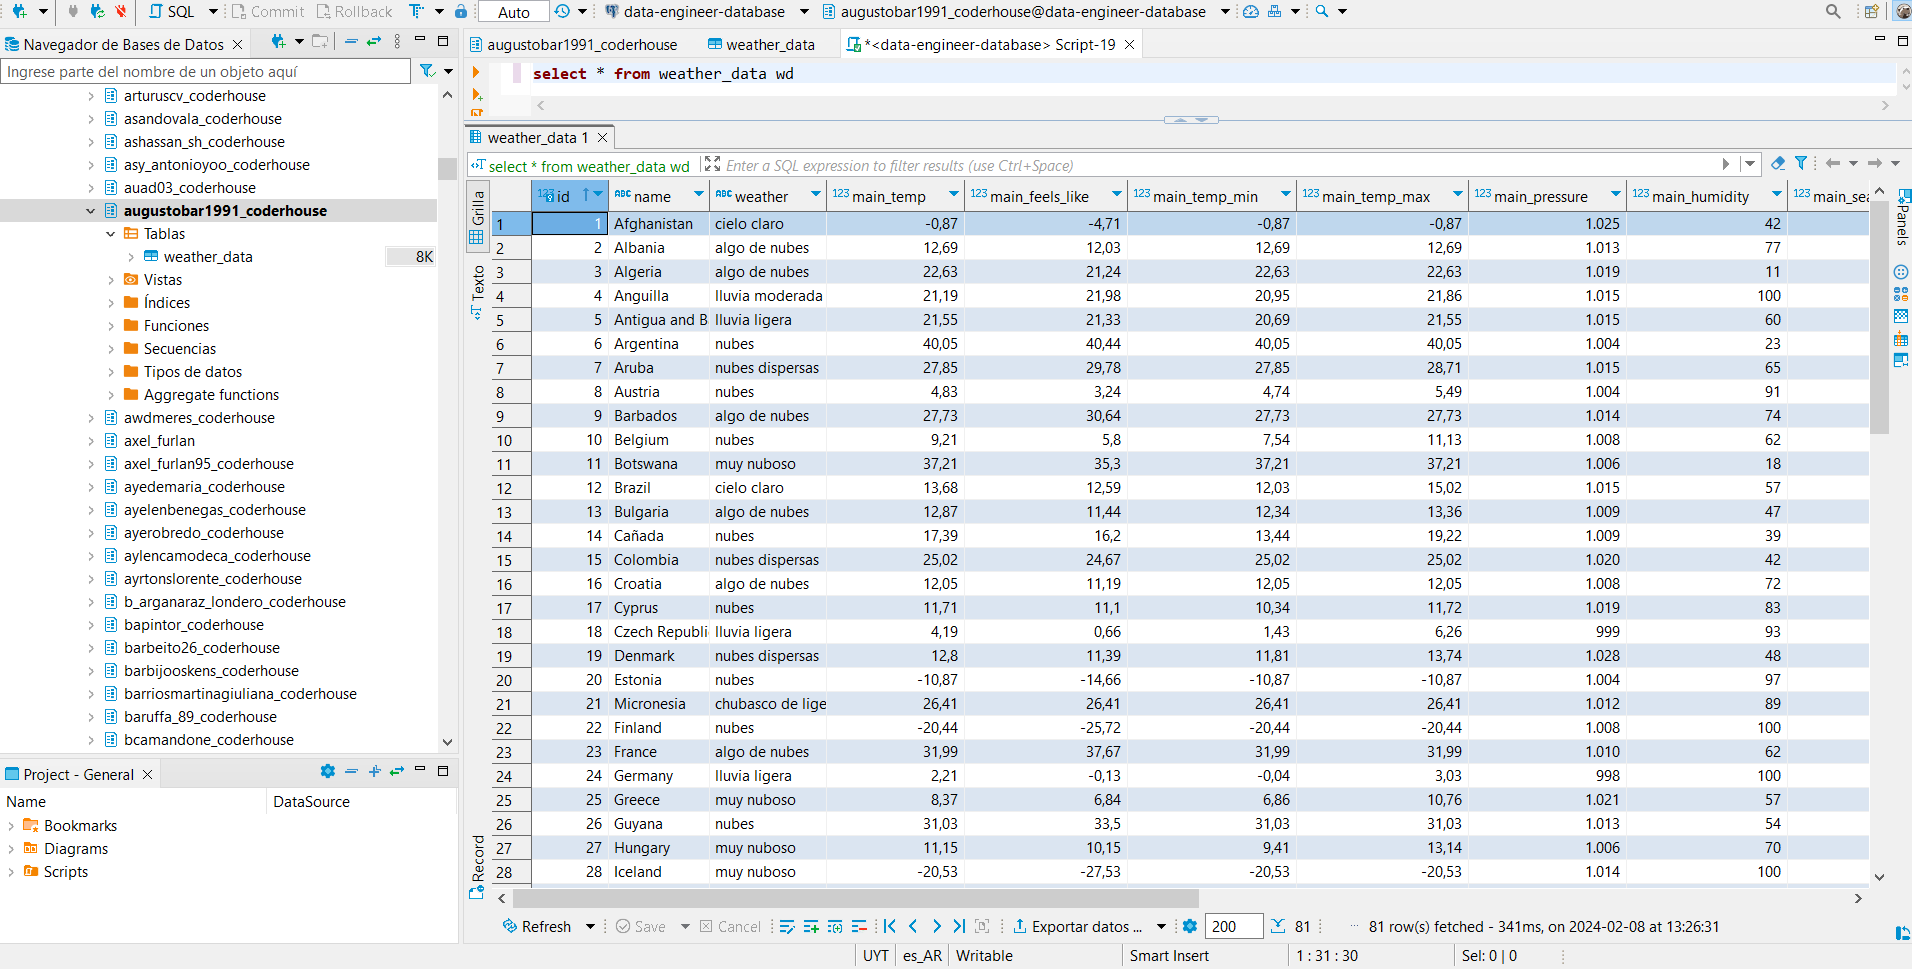 SQL Commit Rollback T Auto data-engineer-database augustobar1991_coderhouse@data-engineer-database
Navegador de Bases de Datos
Ingrese parte del nombre de un objeto aquí
arturuscv_coderhouse
asandovala_coderhouse
ashassan_sh_coderhouse
asy_antonioyoo_coderhouse
auad03_coderhouse
augustobar1991_coderhouse
Tablas
weather_data 8K
Vistas
Índices
Funciones
Secuencias
Tipos de datos
Aggregate functions
awdmeres_coderhouse
axel_furlan
axel_furlan95_coderhouse
ayedemaria_coderhouse
ayelenbenegas_coderhouse
ayerobredo_coderhouse
aylencamodeca_coderhouse
ayrtonslorente_coderhouse
b_arganaraz_londero_coderhouse
bapintor_coderhouse
barbeito26_coderhouse
barbijooskens_coderhouse
barriosmartinagiuliana_coderhouse
baruffa_89_coderhouse
bcamandone_coderhouse
Project - General
Name DataSource
Bookmarks
Diagrams
Scripts
augustobar1991_coderhouse weather_data *<data-engineer-database> Script-19
select * from weather_data wd
weather_data 1
select * from weather_data wd Enter a SQL expression to filter results (use Ctrl+Space)
Grilla
Texto
Record
123 id ABC name ABC weather 123 main_temp 123 main_feels_like 123 main_temp_min 123 main_temp_max 123 main_pressure 123 main_humidity 123 main_sea
1 1 Afghanistan cielo claro -0,87 -4,71 -0,87 -0,87 1.025 42
2 2 Albania algo de nubes 12,69 12,03 12,69 12,69 1.013 77
3 3 Algeria algo de nubes 22,63 21,24 22,63 22,63 1.019 11
4 4 Anguilla lluvia moderada 21,19 21,98 20,95 21,86 1.015 100
5 5 Antigua and B lluvia ligera 21,55 21,33 20,69 21,55 1.015 60
6 6 Argentina nubes 40,05 40,44 40,05 40,05 1.004 23
7 7 Aruba nubes dispersas 27,85 29,78 27,85 28,71 1.015 65
8 8 Austria nubes 4,83 3,24 4,74 5,49 1.004 91
9 9 Barbados algo de nubes 27,73 30,64 27,73 27,73 1.014 74
10 10 Belgium nubes 9,21 5,8 7,54 11,13 1.008 62
11 11 Botswana muy nuboso 37,21 35,3 37,21 37,21 1.006 18
12 12 Brazil cielo claro 13,68 12,59 12,03 15,02 1.015 57
13 13 Bulgaria algo de nubes 12,87 11,44 12,34 13,36 1.009 47
14 14 Cañada nubes 17,39 16,2 13,44 19,22 1.009 39
15 15 Colombia nubes dispersas 25,02 24,67 25,02 25,02 1.020 42
16 16 Croatia algo de nubes 12,05 11,19 12,05 12,05 1.008 72
17 17 Cyprus nubes 11,71 11,1 10,34 11,72 1.019 83
18 18 Czech Republi lluvia ligera 4,19 0,66 1,43 6,26 999 93
19 19 Denmark nubes dispersas 12,8 11,39 11,81 13,74 1.028 48
20 20 Estonia nubes -10,87 -14,66 -10,87 -10,87 1.004 97
21 21 Micronesia chubasco de lige 26,41 26,41 26,41 26,41 1.012 89
22 22 Finland nubes -20,44 -25,72 -20,44 -20,44 1.008 100
23 23 France algo de nubes 31,99 37,67 31,99 31,99 1.010 62
24 24 Germany lluvia ligera 2,21 -0,13 -0,04 3,03 998 100
25 25 Greece muy nuboso 8,37 6,84 6,86 10,76 1.021 57
26 26 Guyana nubes 31,03 33,5 31,03 31,03 1.013 54
27 27 Hungary muy nuboso 11,15 10,15 9,41 13,14 1.006 70
28 28 Iceland muy nuboso -20,53 -27,53 -20,53 -20,53 1.014 100
Panels
Refresh Save Cancel Exportar datos ... 200 81 ... 81 row(s) fetched - 341ms, on 2024-02-08 at 13:26:31
UYT es_AR Writable Smart Insert 1 : 31 : 30 Sel: 0 | 0